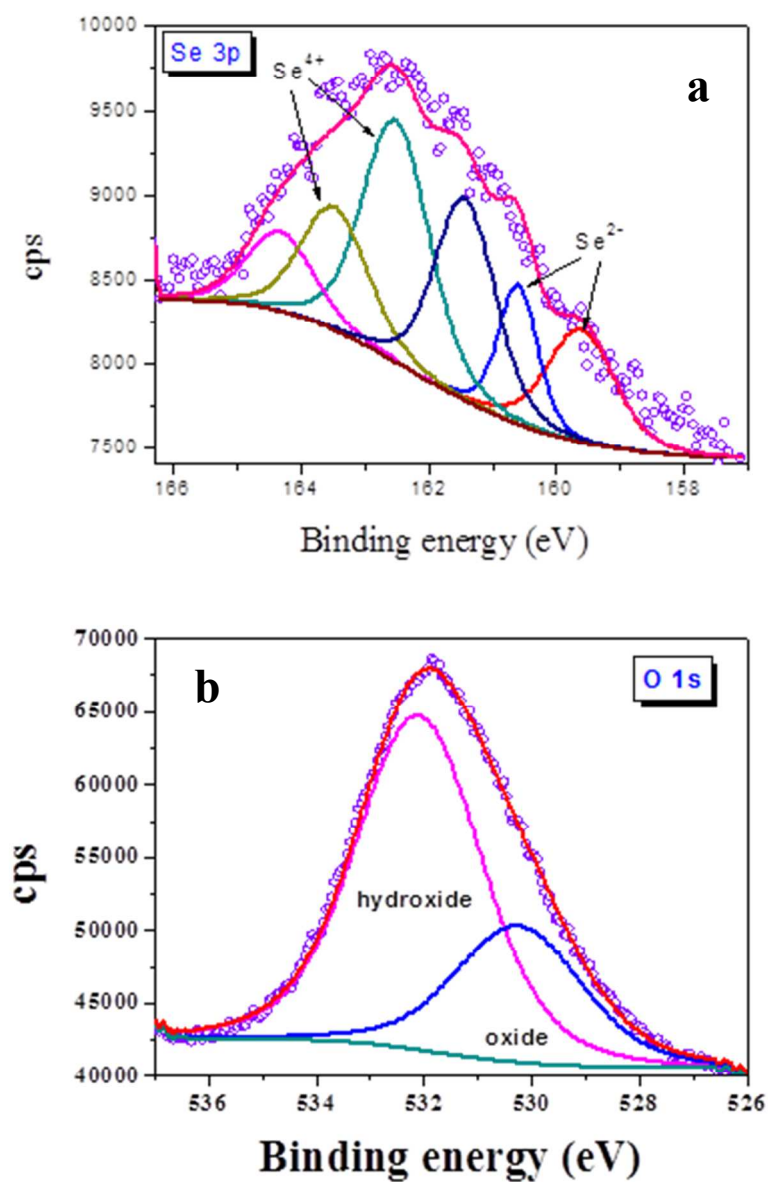 10000
Se 3p
Se4+
a
9500
9000
Se2-
8500
8000
7500
cps
166 164 162 160 158
Binding energy (eV)
70000
b
O 1s
65000
60000
55000
hydroxide
50000
45000
oxide
40000
cps
536 534 532 530 528 526
Binding energy (eV)